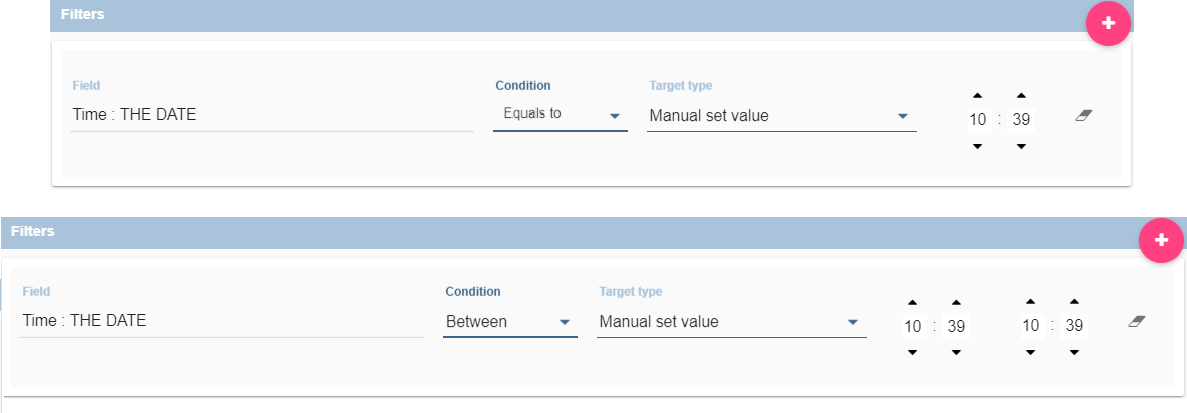 Filters
+
Field Condition Target type
Time : THE DATE Equals to Manual set value 10 : 39
Filters
+
Field Condition Target type
Time : THE DATE Between Manual set value 10 : 39 10 : 39